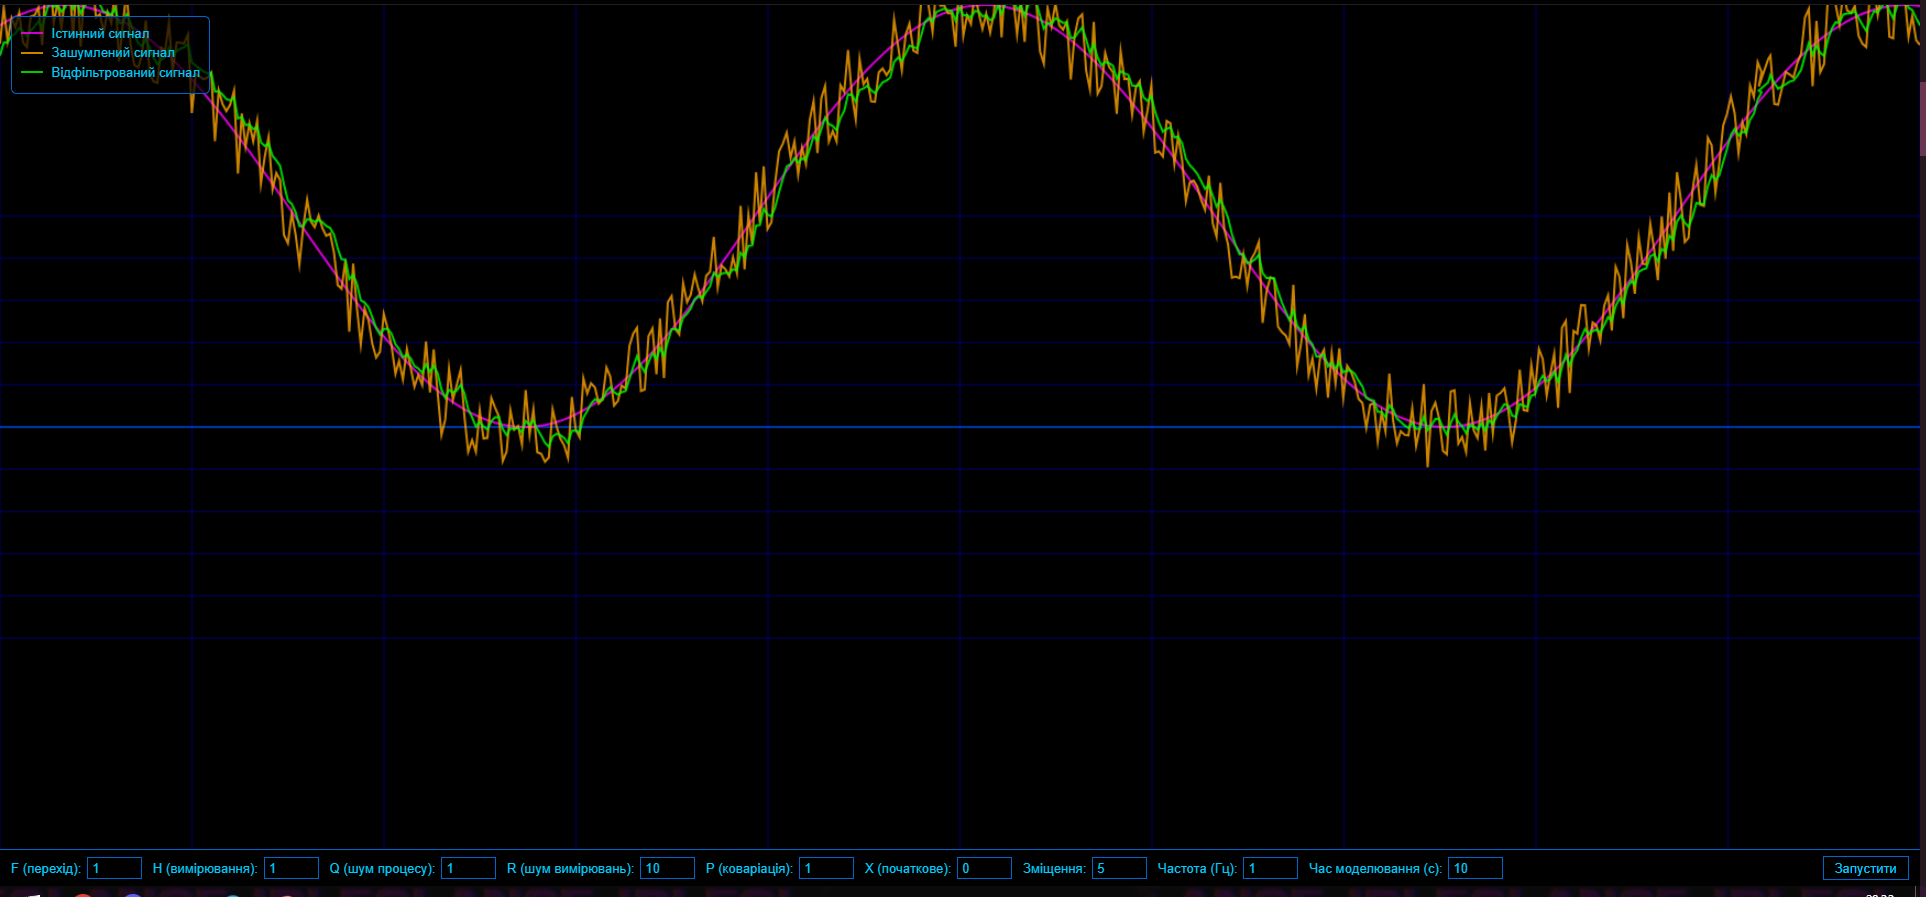 Істинний сигнал
Зашумлений сигнал
Відфільтрований сигнал
F (перехід): 1 H (вимірювання): 1 Q (шум процесу): 1 R (шум вимірювань): 10 P (коваріація): 1 X (початкове): 0 Зміщення: 5 Частота (Гц): 1 Час моделювання (с): 10 Запустити